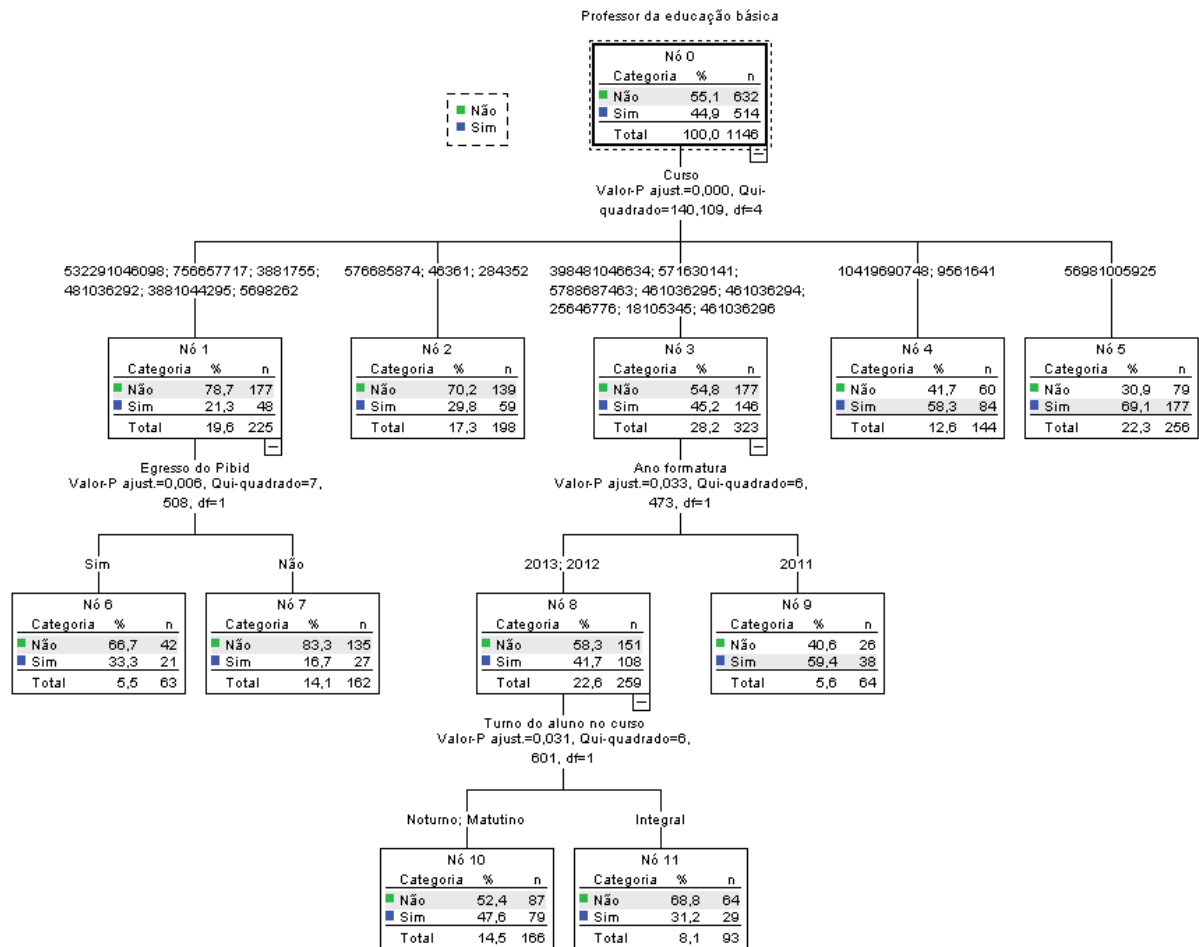 Professor da educação básica
Nó 0
Categoria % n
Não 55,1 632
Sim 44,9 514
Total 100,0 1146
Não
Sim
Curso
Valor-P ajust.=0,000, Qui-
quadrado=140,109, df=4
532291046098; 756657717; 3881755;
481036292; 3881044295; 5698262
576685874; 46361; 284352
398481046634; 571630141;
5788687463; 461036295; 461036294;
25646776; 18105345; 461036296
10419690748; 9561641
56981005925
Nó 1
Categoria % n
Não 78,7 177
Sim 21,3 48
Total 19,6 225
Nó 2
Categoria % n
Não 70,2 139
Sim 29,8 59
Total 17,3 198
Nó 3
Categoria % n
Não 54,8 177
Sim 45,2 146
Total 28,2 323
Nó 4
Categoria % n
Não 41,7 60
Sim 58,3 84
Total 12,6 144
Nó 5
Categoria % n
Não 30,9 79
Sim 69,1 177
Total 22,3 256
Egresso do Pibid
Valor-P ajust.=0,006, Qui-quadrado=7,
508, df=1
Ano formatura
Valor-P ajust.=0,033, Qui-quadrado=6,
473, df=1
Sim
Não
2013; 2012
2011
Nó 6
Categoria % n
Não 66,7 42
Sim 33,3 21
Total 5,5 63
Nó 7
Categoria % n
Não 83,3 135
Sim 16,7 27
Total 14,1 162
Nó 8
Categoria % n
Não 58,3 151
Sim 41,7 108
Total 22,6 259
Nó 9
Categoria % n
Não 40,6 26
Sim 59,4 38
Total 5,6 64
Turno do aluno no curso
Valor-P ajust.=0,031, Qui-quadrado=6,
601, df=1
Noturno; Matutino
Integral
Nó 10
Categoria % n
Não 52,4 87
Sim 47,6 79
Total 14,5 166
Nó 11
Categoria % n
Não 68,8 64
Sim 31,2 29
Total 8,1 93